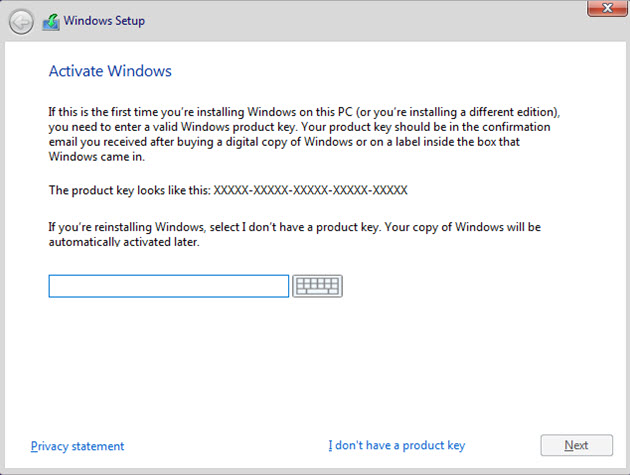 Windows Setup
Activate Windows
If this is the first time you're installing Windows on this PC (or you're installing a different edition),
you need to enter a valid Windows product key. Your product key should be in the confirmation
email you received after buying a digital copy of Windows or on a label inside the box that
Windows came in.
The product key looks like this: XXXXX-XXXXX-XXXXX-XXXXX-XXXXX
If you're reinstalling Windows, select I don't have a product key. Your copy of Windows will be
automatically activated later.
Privacy statement
I don't have a product key
Next